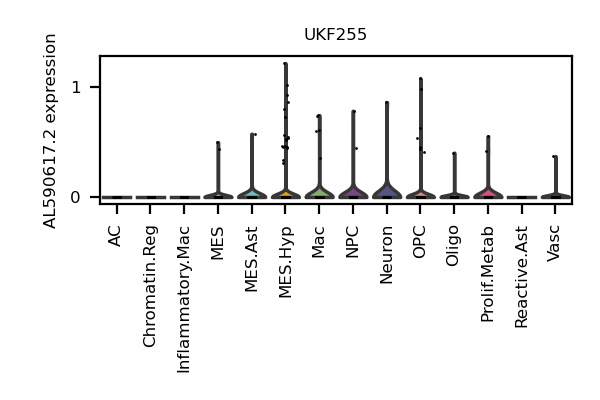 UKF255
AL590617.2 expression
1
0
AC
Chromatin.Reg
Inflammatory.Mac
MES
MES.Ast
MES.Hyp
Mac
NPC
Neuron
OPC
Oligo
Prolif.Metab
Reactive.Ast
Vasc